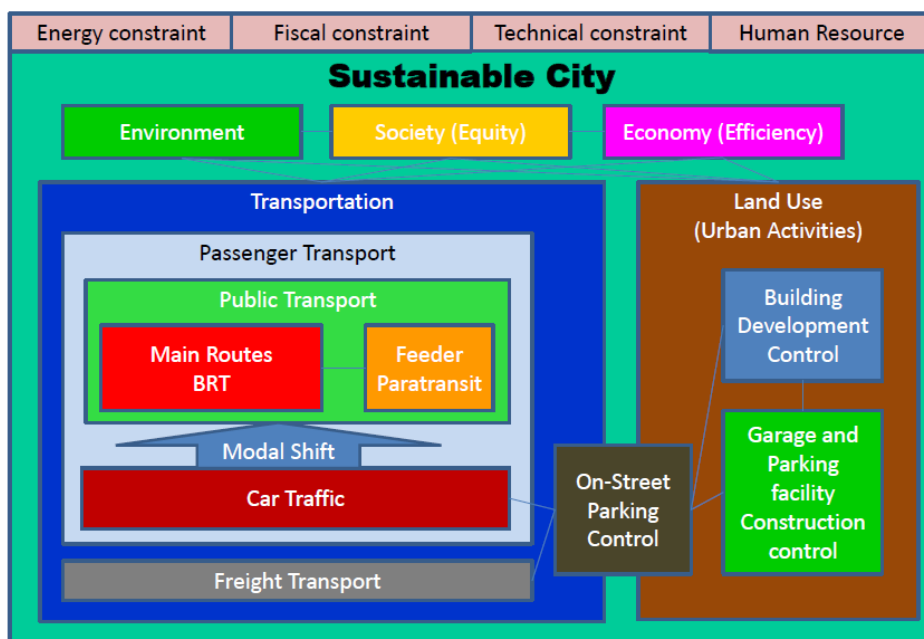 Energy constraint
Fiscal constraint
Technical constraint
Human Resource
Sustainable City
Environment
Society (Equity)
Economy (Efficiency)
Transportation
Passenger Transport
Public Transport
Main Routes
BRT
Feeder
Paratransit
Modal Shift
Car Traffic
Freight Transport
On-Street
Parking
Control
Land Use
(Urban Activities)
Building
Development
Control
Garage and
Parking
facility
Construction
control